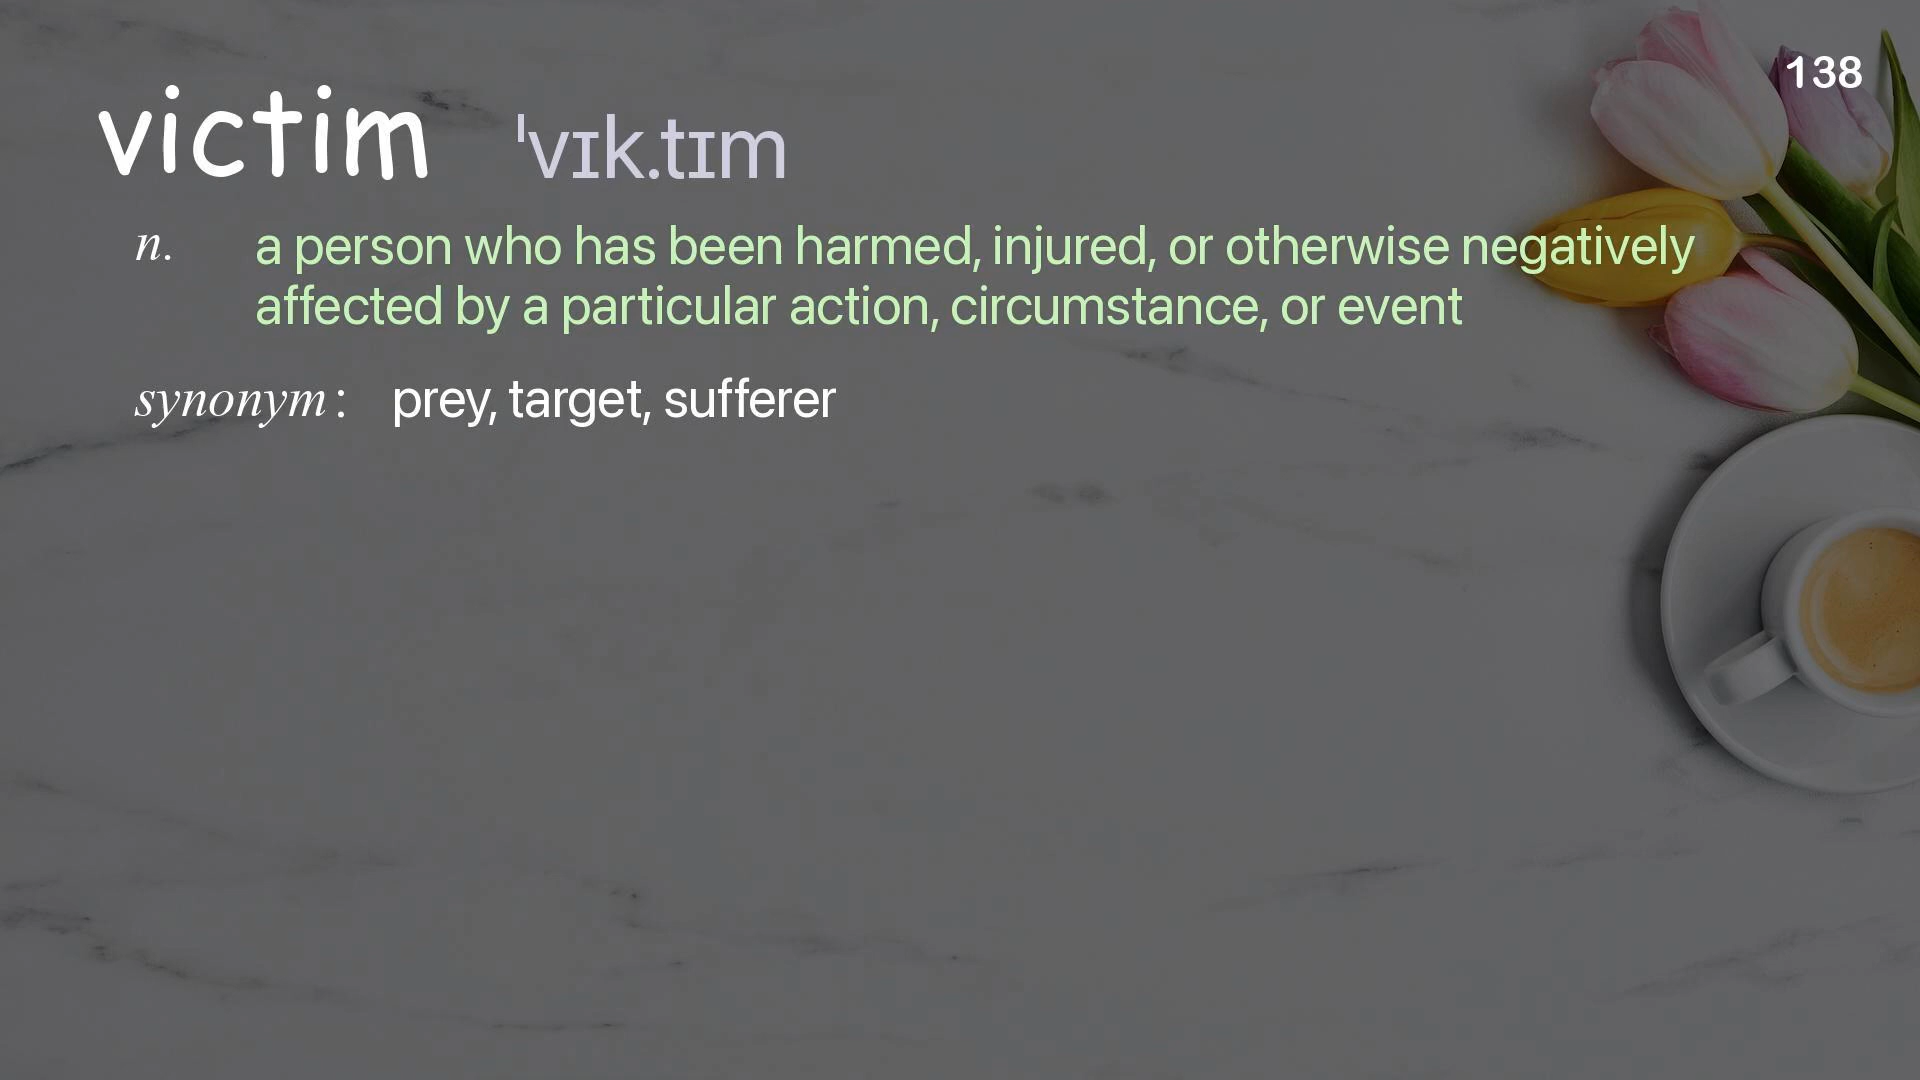 138
victim ˈvɪk.tɪm
n. a person who has been harmed, injured, or otherwise negatively
affected by a particular action, circumstance, or event
synonym : prey, target, sufferer